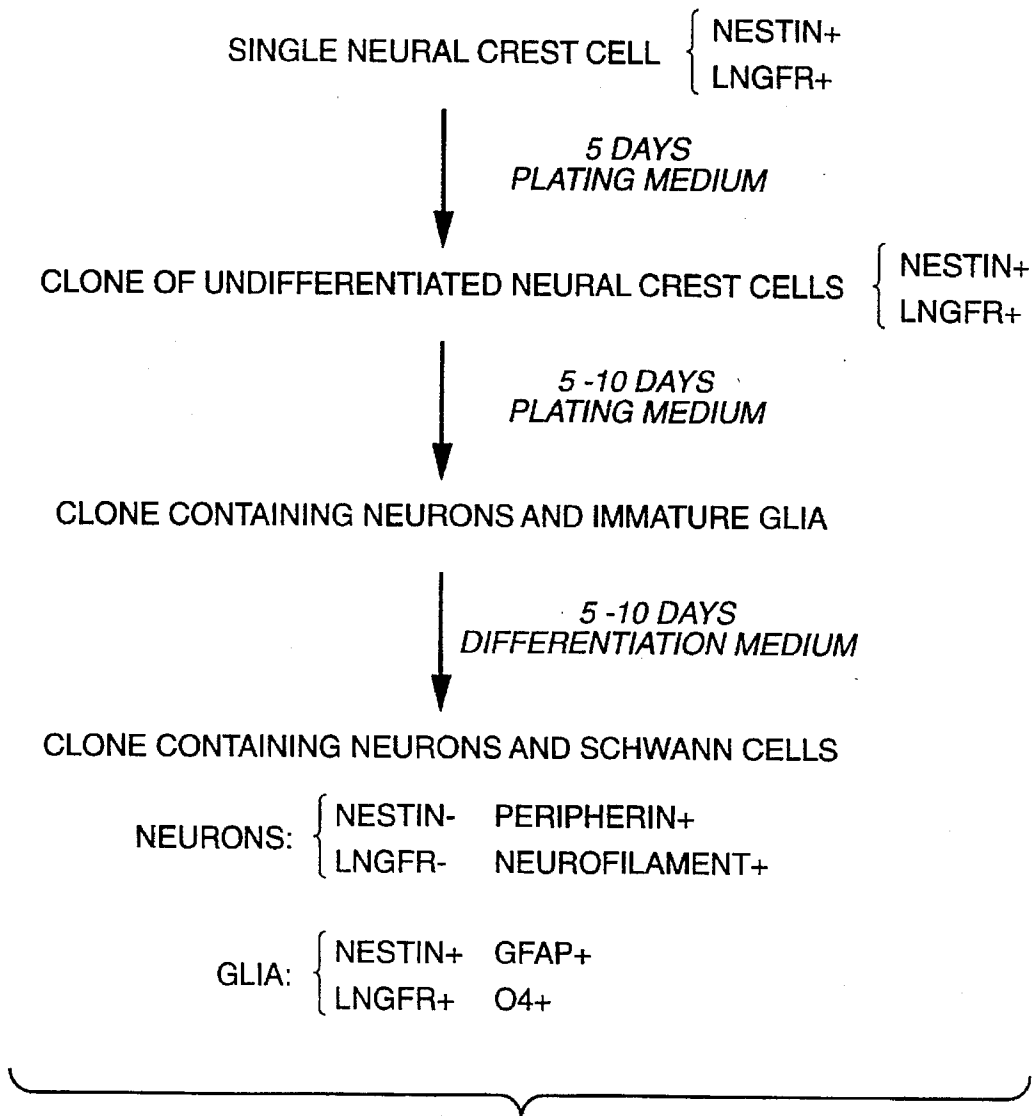 SINGLE NEURAL CREST CELL
NESTIN+
LNGFR+
5 DAYS
PLATING MEDIUM
CLONE OF UNDIFFERENTIATED NEURAL CREST CELLS
NESTIN+
LNGFR+
5 -10 DAYS
PLATING MEDIUM
CLONE CONTAINING NEURONS AND IMMATURE GLIA
5 -10 DAYS
DIFFERENTIATION MEDIUM
CLONE CONTAINING NEURONS AND SCHWANN CELLS
NEURONS:
NESTIN- PERIPHERIN+
LNGFR- NEUROFILAMENT+
GLIA:
NESTIN+ GFAP+
LNGFR+ O4+